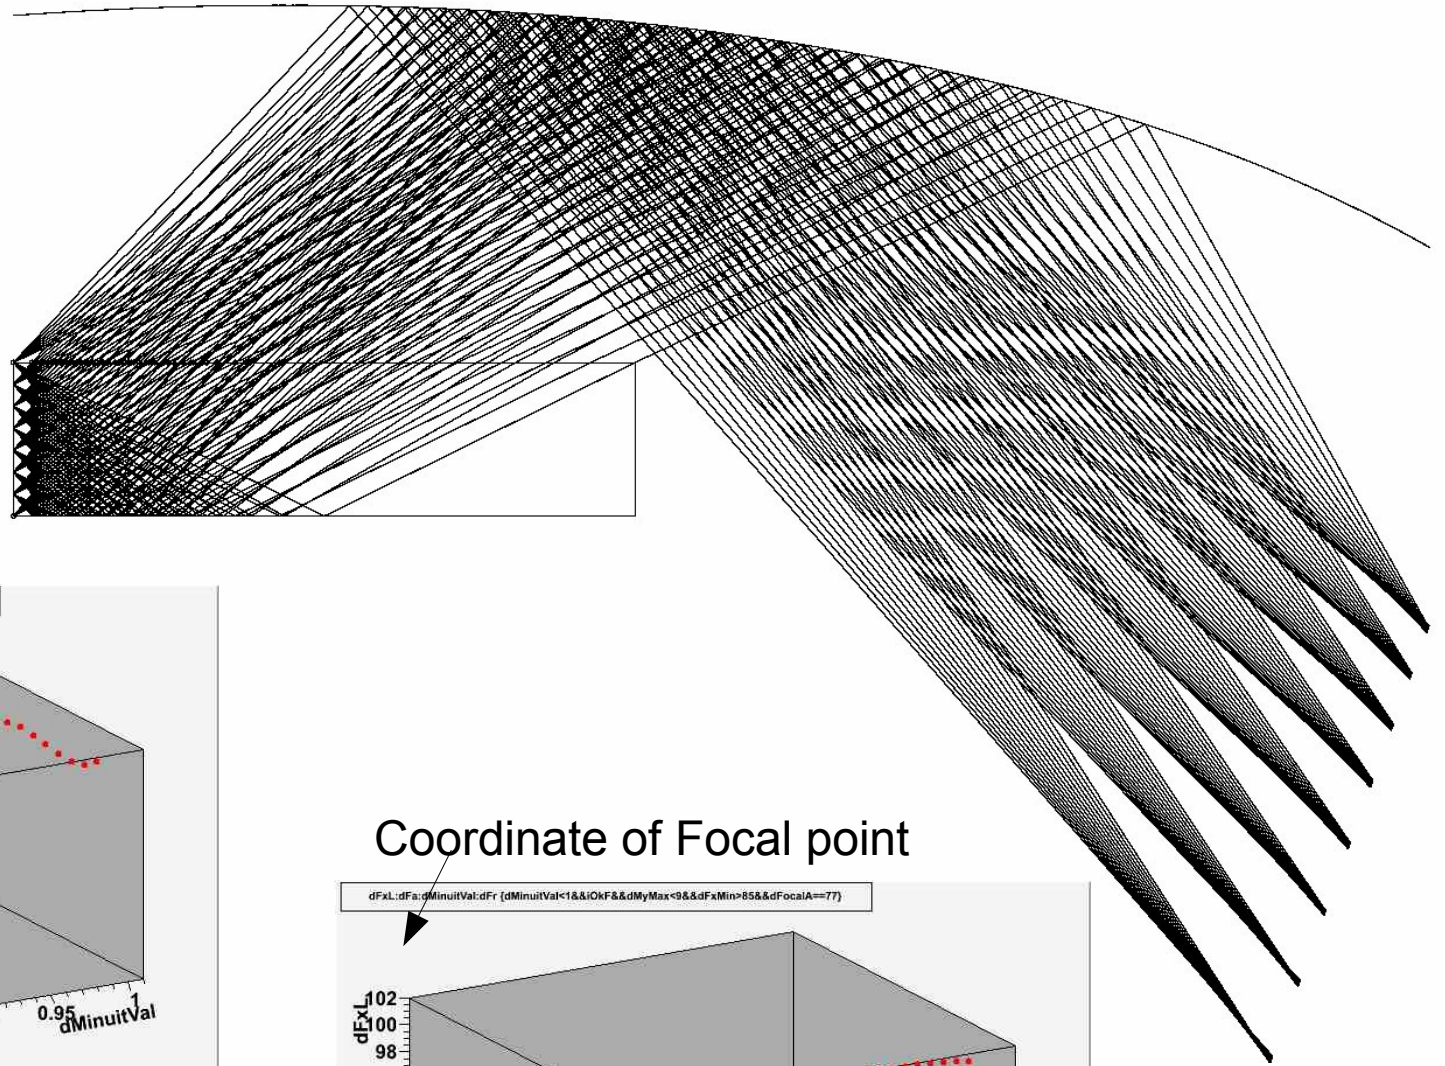 Coordinate of Focal point
dFxL:dFa:dMinuitVal:dFr {dMinuitVal<1&&iOkF&&dMyMax<9&&dFxMin>85&&dFocalA==77}
0.95
1
dMinuitVal
dFxL
102
100
98